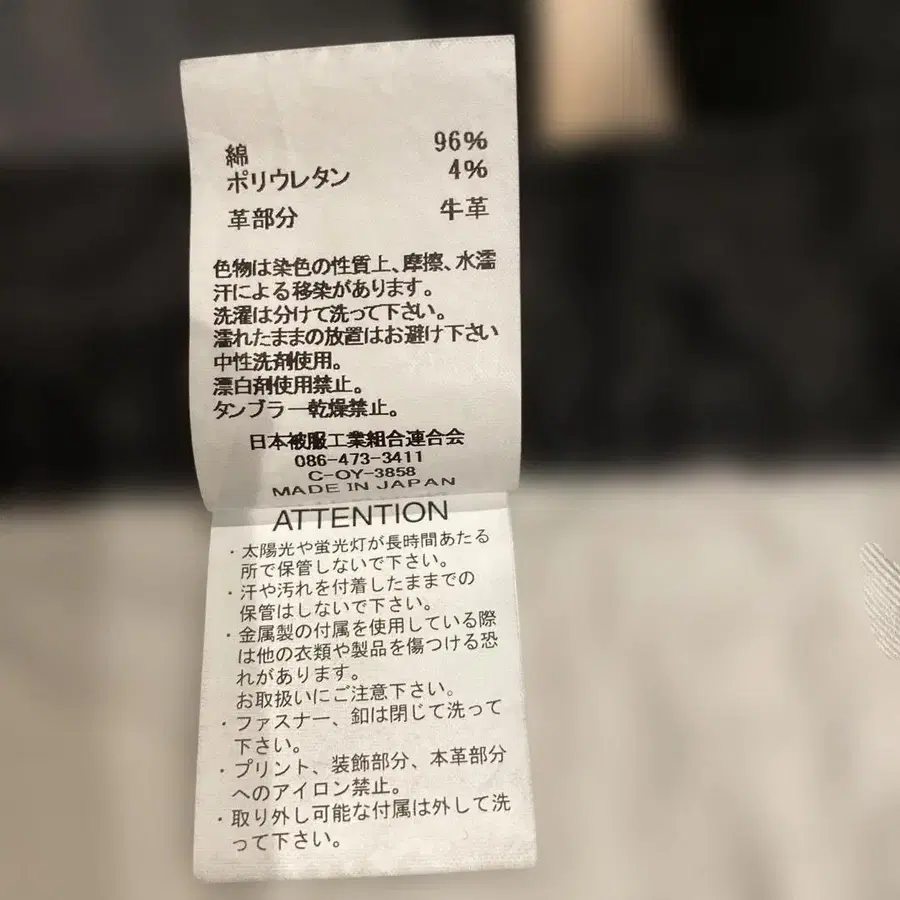 綿 96%
ポリウレタン 4%
革部分 牛革
色物は染色の性質上、摩擦、水濡
汗による移染があります。
洗濯は分けて洗って下さい。
濡れたままの放置はお避け下さい
中性洗剤使用。
漂白剤使用禁止。
タンブラー乾燥禁止。
日本被服工業組合連合会
086-473-3411
C-OY-3858
MADE IN JAPAN
ATTENTION
・太陽光や蛍光灯が長時間あたる
所で保管しないで下さい。
・汗や汚れを付着したままでの
保管はしないで下さい。
・金属製の付属を使用している際
は他の衣類や製品を傷つける恐
れがあります。
お取扱いにご注意下さい。
・ファスナー、釦は閉じて洗って
下さい。
・プリント、装飾部分、本革部分
へのアイロン禁止。
・取り外し可能な付属は外して洗
って下さい。